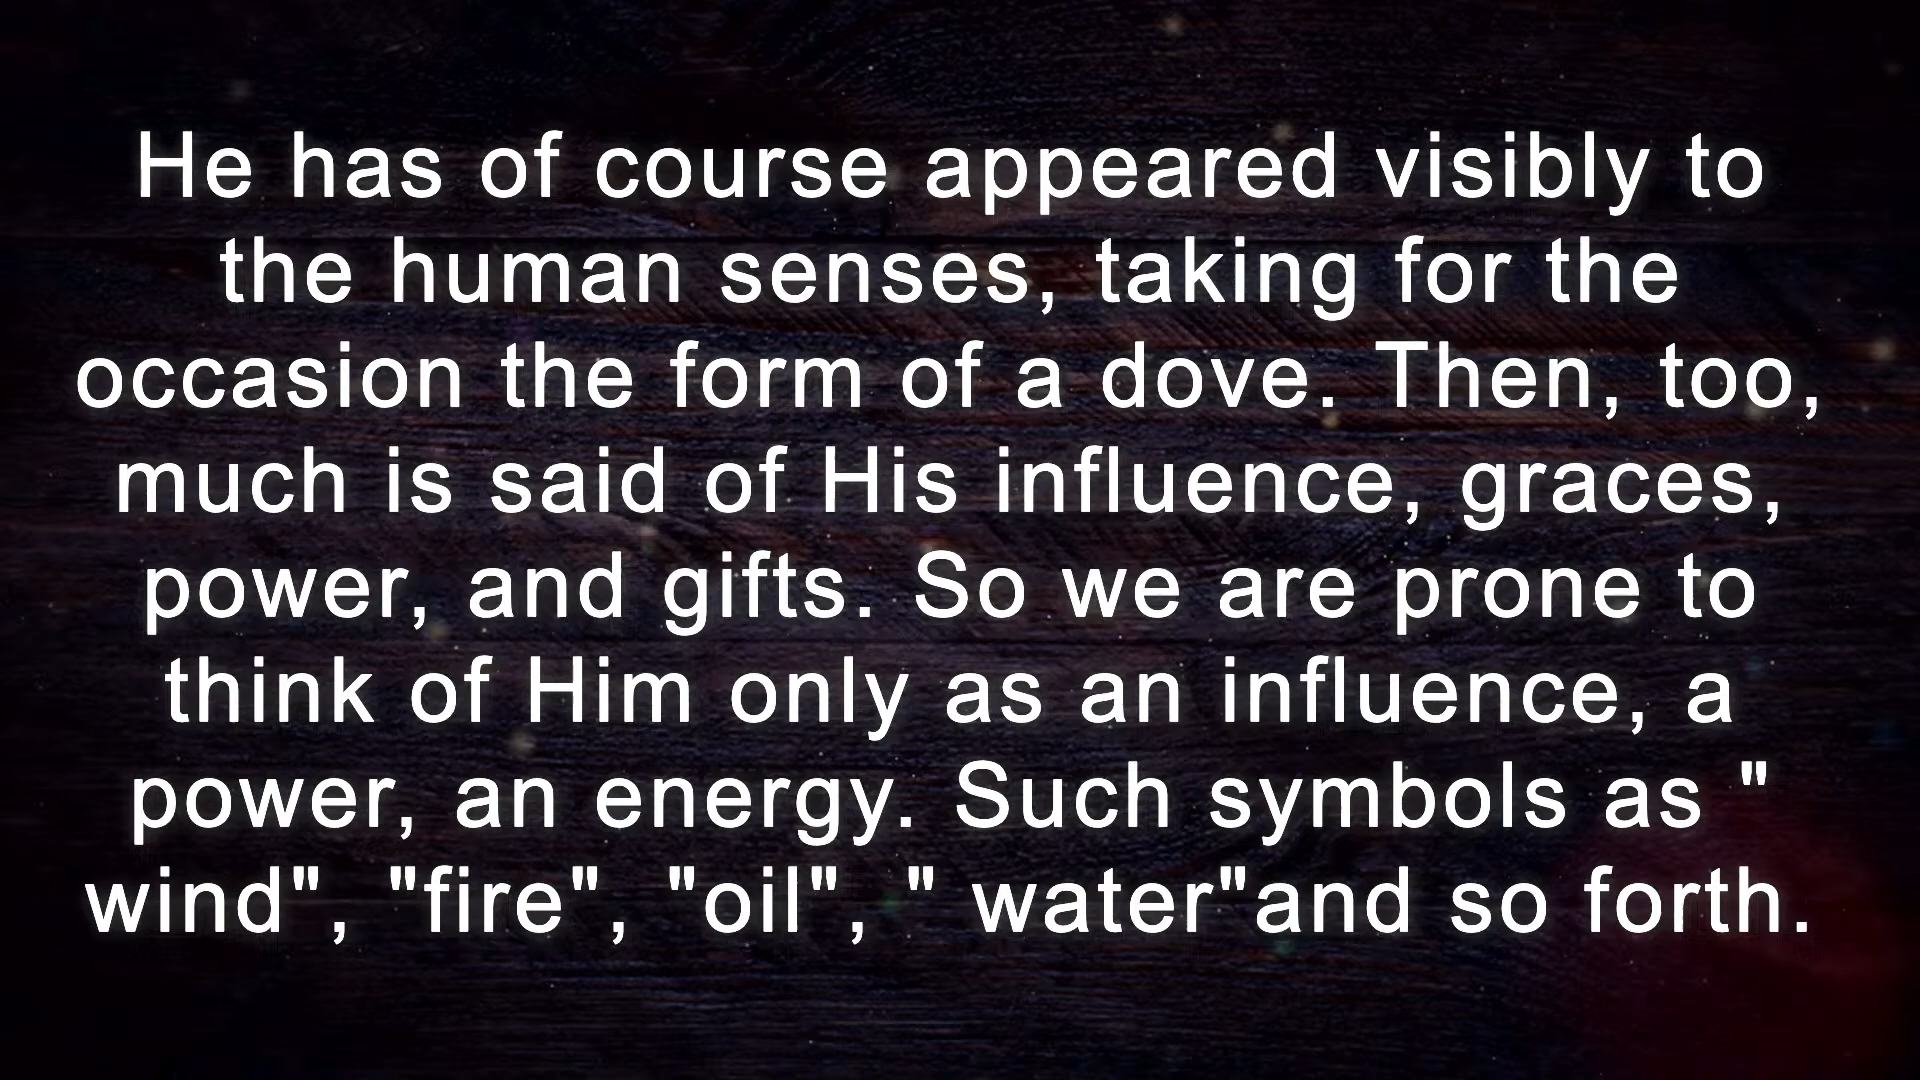 He has of course appeared visibly to
the human senses, taking for the
occasion the form of a dove. Then, too,
much is said of His influence, graces,
power, and gifts. So we are prone to
think of Him only as an influence, a
power, an energy. Such symbols as "
wind", "fire", "oil", " water"and so forth.